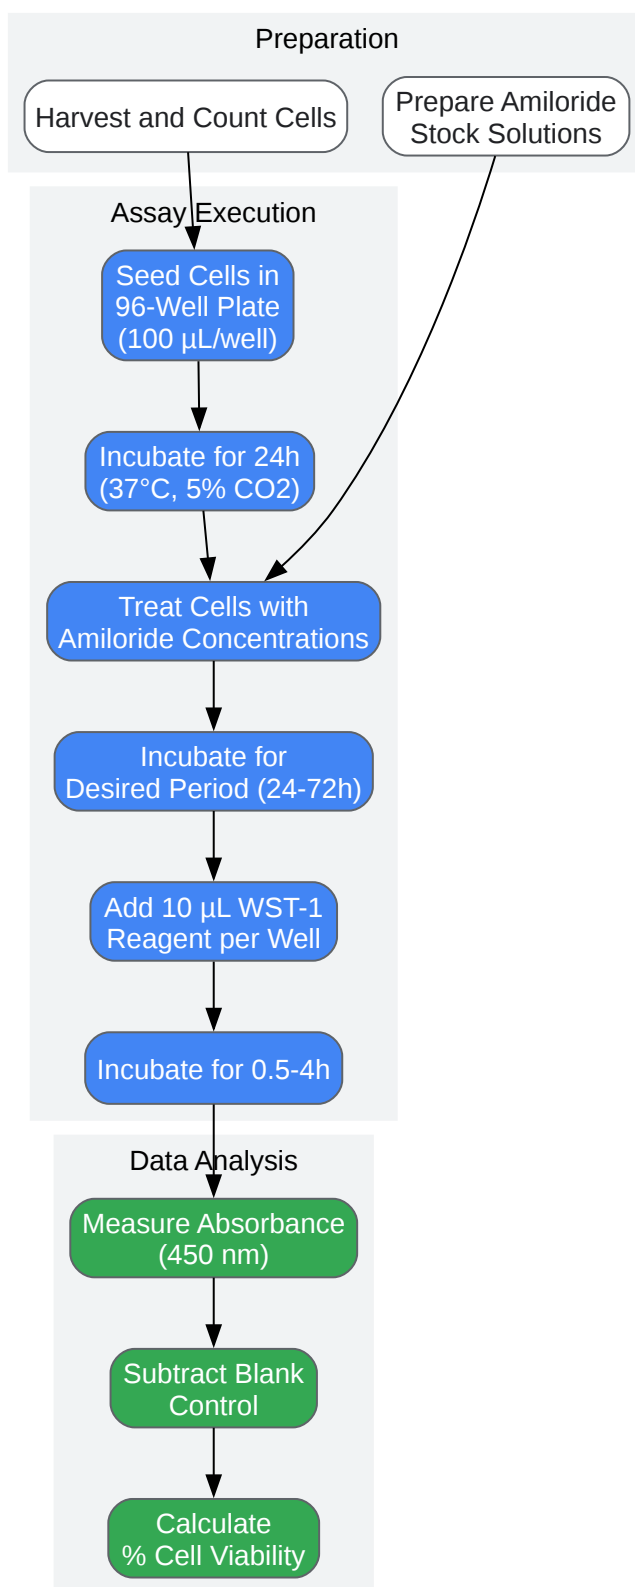 Preparation
Harvest and Count Cells
Prepare Amiloride
Stock Solutions
Assay Execution
Seed Cells in
96-Well Plate
(100 µL/well)
Incubate for 24h
(37°C, 5% CO2)
Treat Cells with
Amiloride Concentrations
Incubate for
Desired Period (24-72h)
Add 10 µL WST-1
Reagent per Well
Incubate for 0.5-4h
Data Analysis
Measure Absorbance
(450 nm)
Subtract Blank
Control
Calculate
% Cell Viability